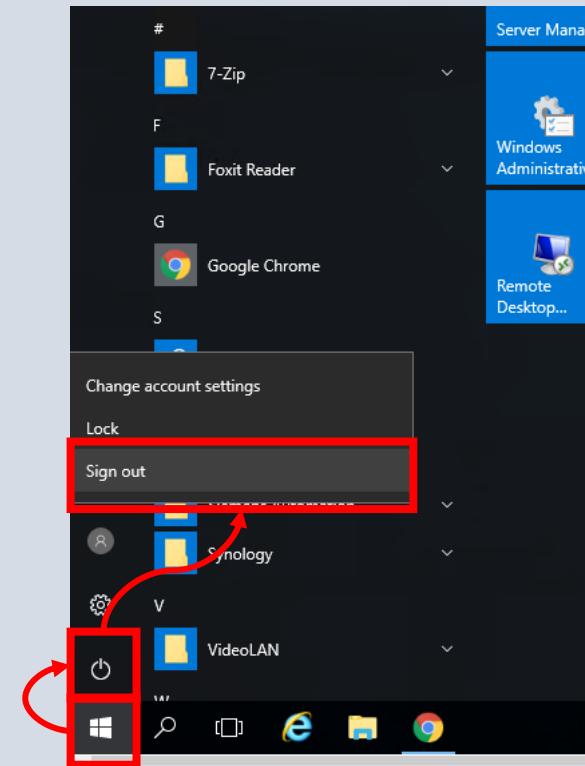 #
Server Mana
7-Zip
F
Windows
Administrativ
Foxit Reader
G
Google Chrome
Remote
Desktop...
S
Change account settings
Lock
Sign out
Synology
V
VideoLAN